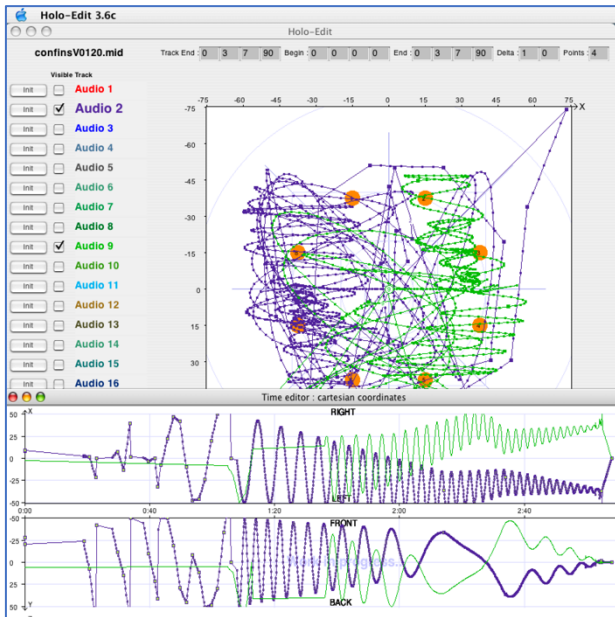 Holo-Edit 3.6c
Holo-Edit
confinsV0120.mid Track End : 0 3 7 90 Begin : 0 0 0 0 End : 0 3 7 90 Delta : 1 0 Points : 4
Visible Track
Init Audio 1
Init Audio 2
Init Audio 3
Init Audio 4
Init Audio 5
Init Audio 6
Init Audio 7
Init Audio 8
Init Audio 9
Init Audio 10
Init Audio 11
Init Audio 12
Init Audio 13
Init Audio 14
Init Audio 15
Init Audio 16
-75 -60 -45 -30 -15 0 15 30 45 60 75 X
-75
-60
-45
-30
-15
0
15
30
Time editor : cartesian coordinates
50 X RIGHT
25
0
25
50 LEFT
0:00 0:40 1:20 2:00 2:40
50 FRONT
25
0
25
50 Y BACK